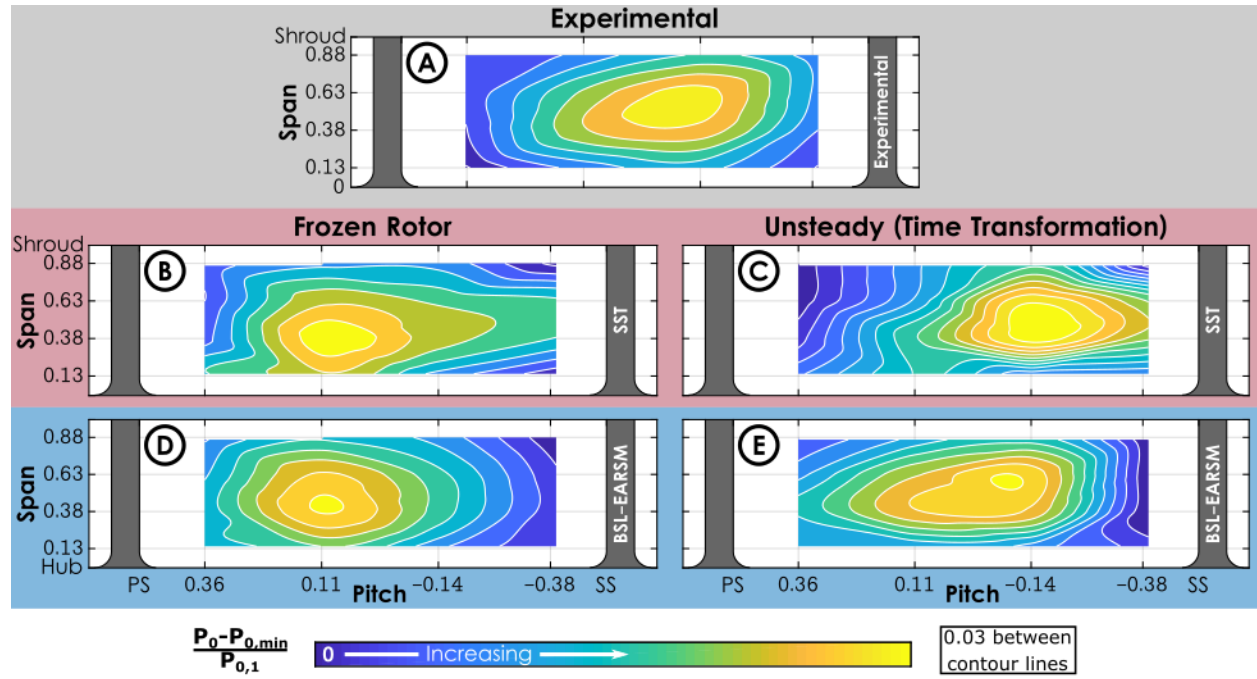 Experimental
Shroud
0.88
0.63
0.38
0.13
0
Span
A
Experimental
Frozen Rotor
Unsteady (Time Transformation)
Shroud
0.88
0.63
0.38
0.13
Span
B
SST
C
SST
0.88
0.63
0.38
0.13
Hub
Span
D
BSL-EARSM
E
BSL-EARSM
PS 0.36 0.11 −0.14 −0.38 SS
Pitch
PS 0.36 0.11 −0.14 −0.38 SS
Pitch
P0-P0,min
P0,1
0 Increasing
0.03 between
contour lines